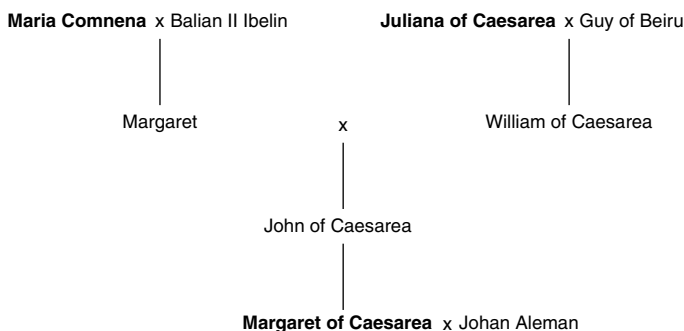 Maria Comnena x Balian II Ibelin Juliana of Caesarea x Guy of Beiru
Margaret x William of Caesarea
John of Caesarea
Margaret of Caesarea x Johan Aleman